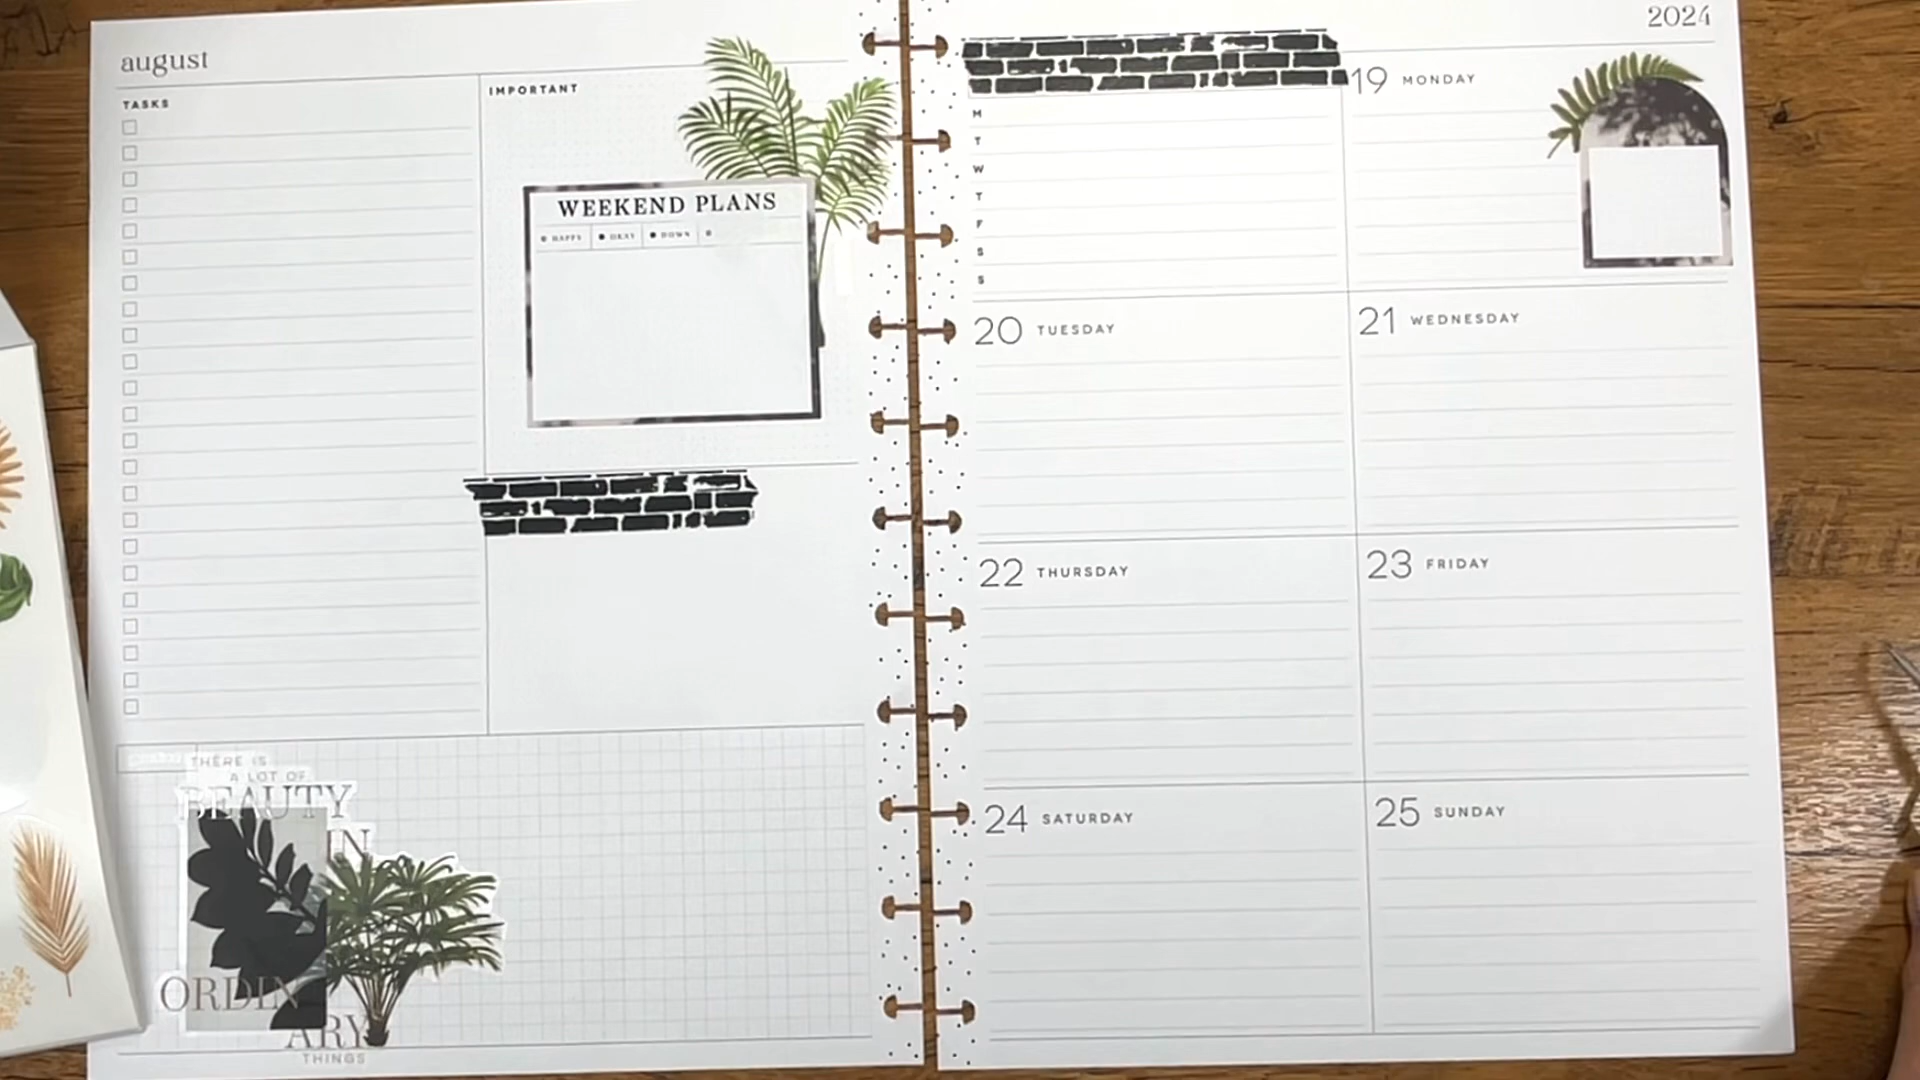 august
TASKS
IMPORTANT
WEEKEND PLANS
HAPPY OKAY DOWN
THERE IS
A LOT OF
BEAUTY
IN
ORDIN
ARY
THINGS
2024
M
T
W
T
F
S
S
19 MONDAY
20 TUESDAY
21 WEDNESDAY
22 THURSDAY
23 FRIDAY
24 SATURDAY
25 SUNDAY